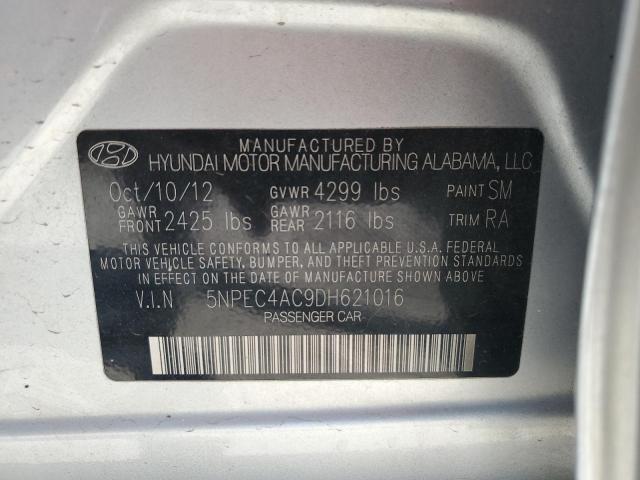 MANUFACTURED BY
HYUNDAI MOTOR MANUFACTURING ALABAMA, LLC
Oct/10/12 GVWR 4299 lbs PAINT SM
GAWR FRONT 2425 lbs GAWR REAR 2116 lbs TRIM RA
THIS VEHICLE CONFORMS TO ALL APPLICABLE U.S.A. FEDERAL
MOTOR VEHICLE SAFETY, BUMPER, AND THEFT PREVENTION STANDARDS
IN EFFECT ON THE DATE OF MANUFACTURE SHOWN ABOVE.
V.I.N 5NPEC4AC9DH621016
PASSENGER CAR